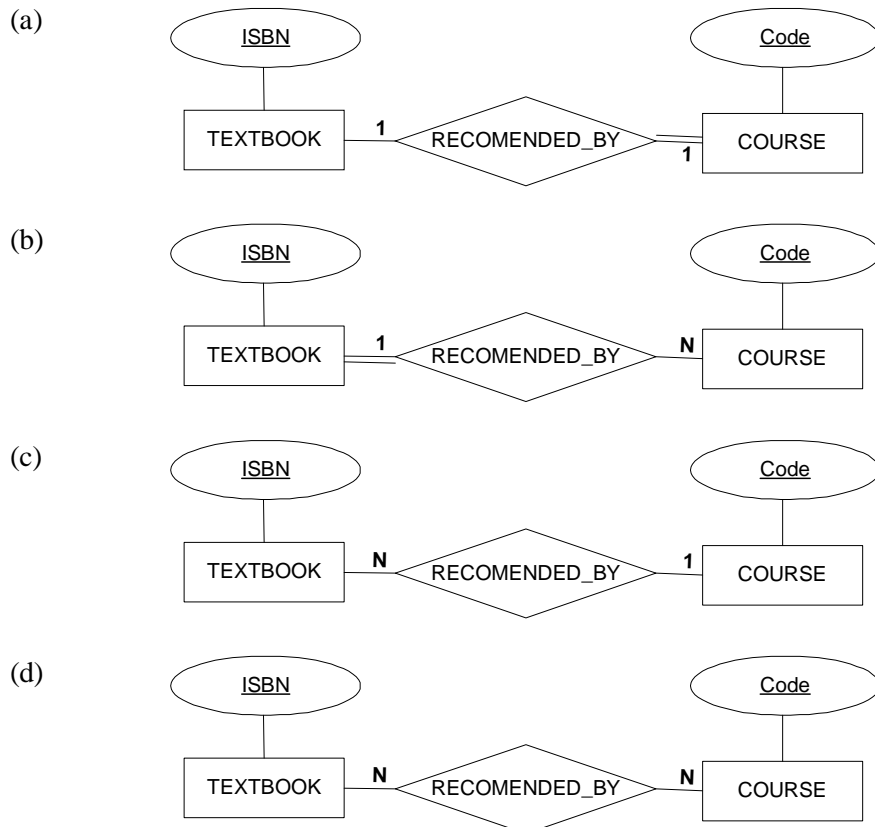 (a)
ISBN
Code
TEXTBOOK 1 RECOMENDED_BY 1 COURSE
(b)
ISBN
Code
TEXTBOOK 1 RECOMENDED_BY N COURSE
(c)
ISBN
Code
TEXTBOOK N RECOMENDED_BY 1 COURSE
(d)
ISBN
Code
TEXTBOOK N RECOMENDED_BY N COURSE